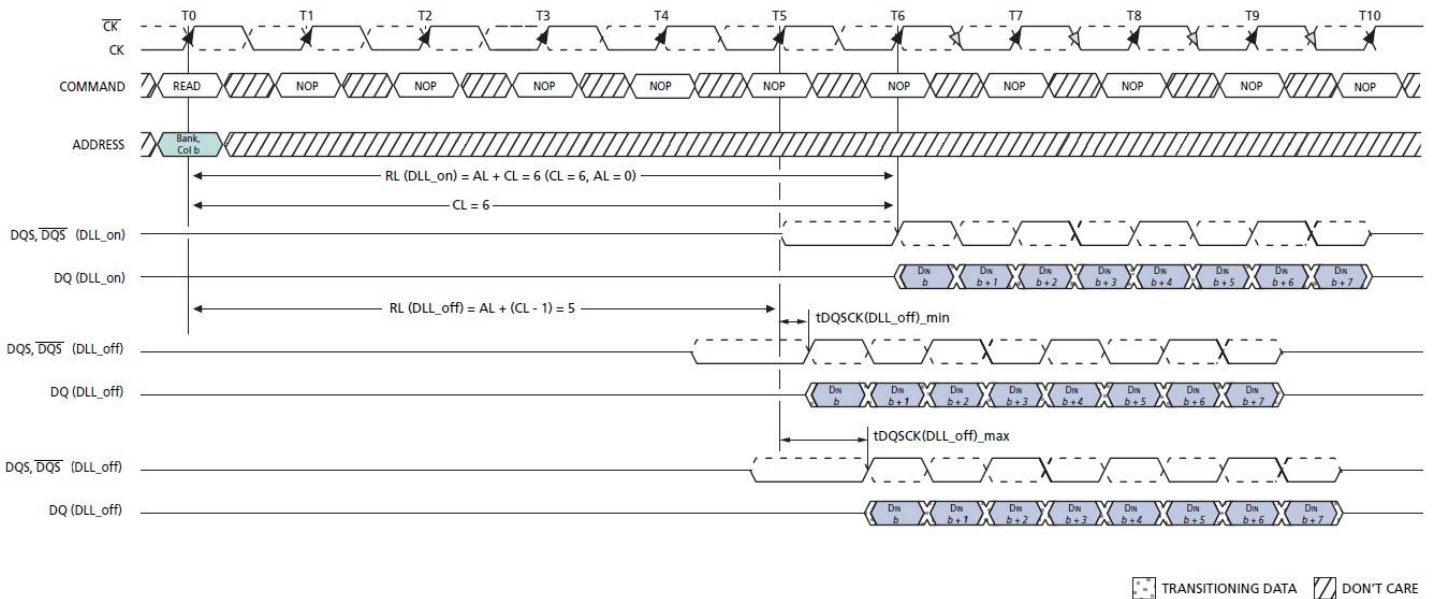 T0 T1 T2 T3 T4 T5 T6 T7 T8 T9 T10
CK
CK
COMMAND READ NOP NOP NOP NOP NOP NOP NOP NOP NOP NOP
ADDRESS Bank,
Col b
RL (DLL_on) = AL + CL = 6 (CL = 6, AL = 0)
CL = 6
DQS, DQS (DLL_on)
DQ (DLL_on) DIN b DIN b + 1 DIN b + 2 DIN b + 3 DIN b + 4 DIN b + 5 DIN b + 6 DIN b + 7
RL (DLL_off) = AL + (CL - 1) = 5
tDQSCK(DLL_off)_min
DQS, DQS (DLL_off)
DQ (DLL_off) DIN b DIN b + 1 DIN b + 2 DIN b + 3 DIN b + 4 DIN b + 5 DIN b + 6 DIN b + 7
tDQSCK(DLL_off)_max
DQS, DQS (DLL_off)
DQ (DLL_off) DIN b DIN b + 1 DIN b + 2 DIN b + 3 DIN b + 4 DIN b + 5 DIN b + 6 DIN b + 7
TRANSITIONING DATA DON'T CARE